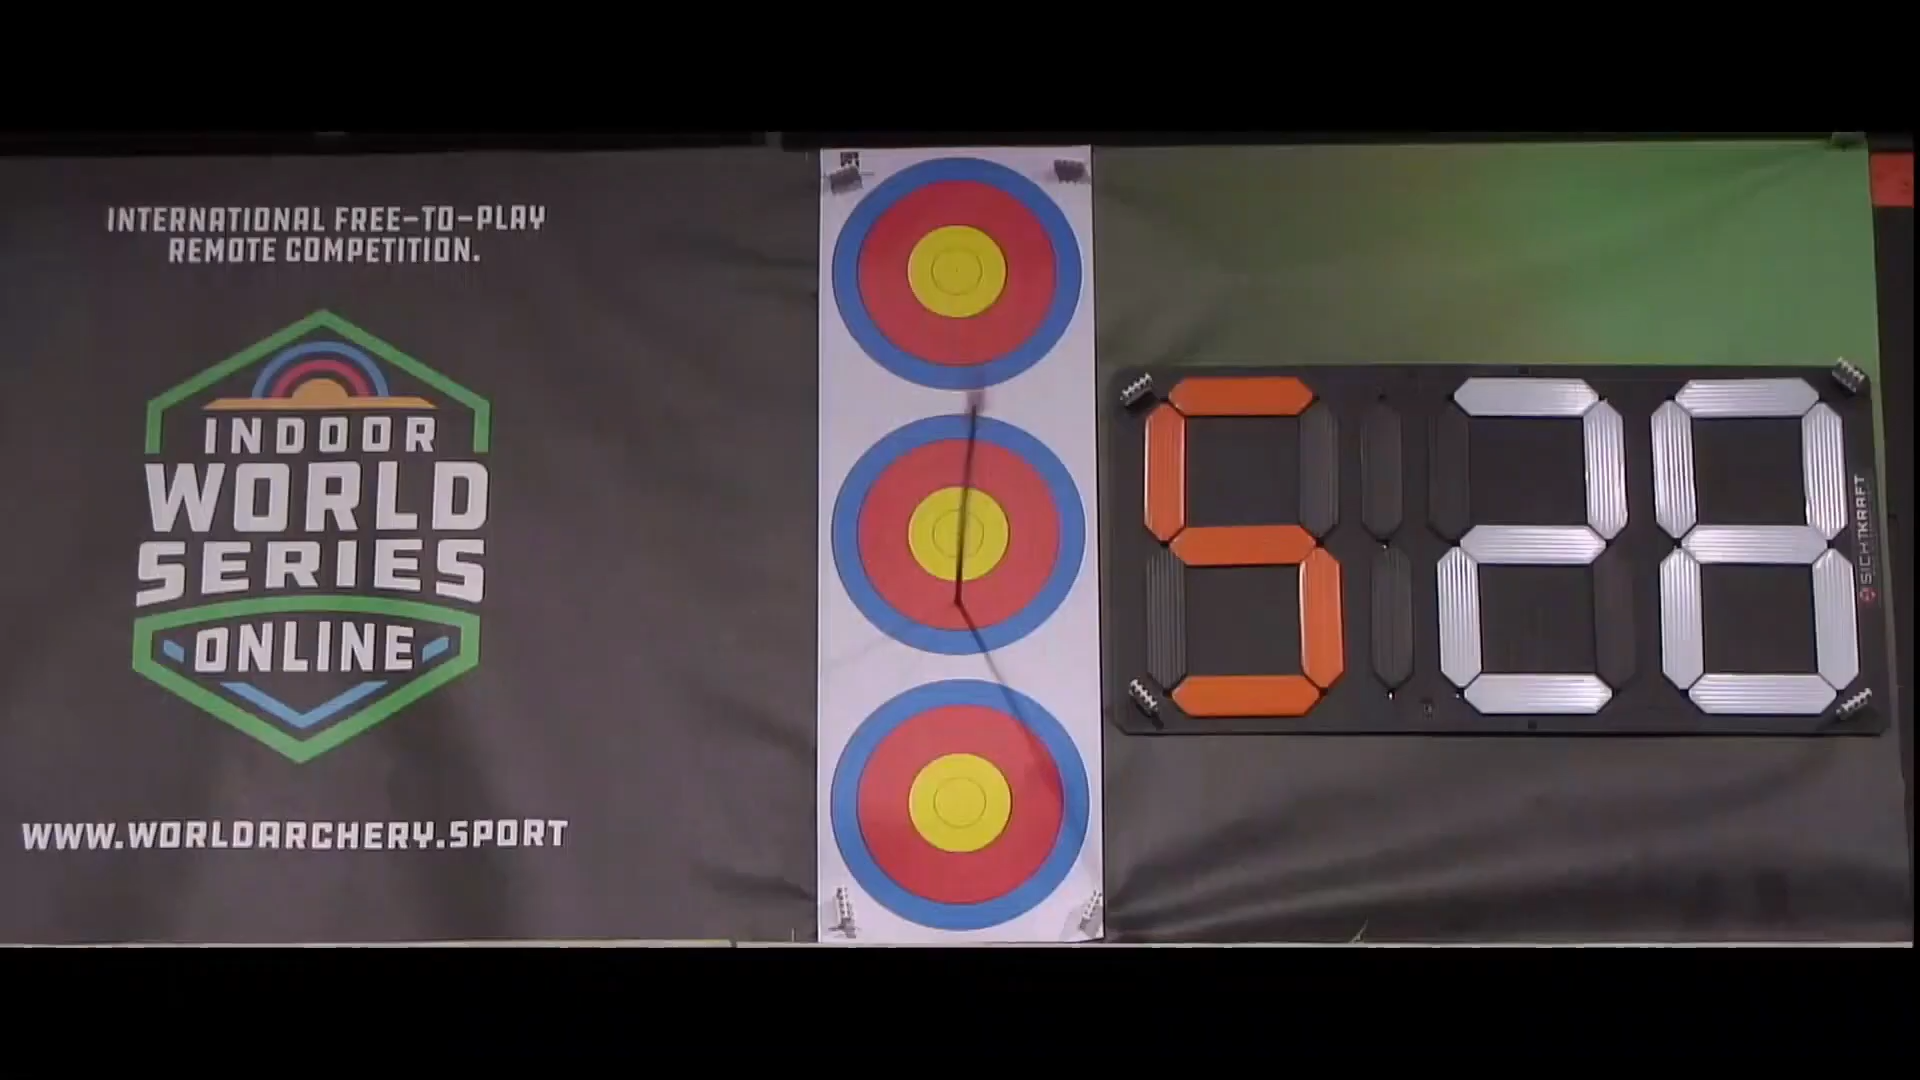 INTERNATIONAL FREE-TO-PLAY
REMOTE COMPETITION.
INDOOR
WORLD
SERIES
ONLINE
WWW.WORLDARCHERY.SPORT
5 28
SICHTKRAFT